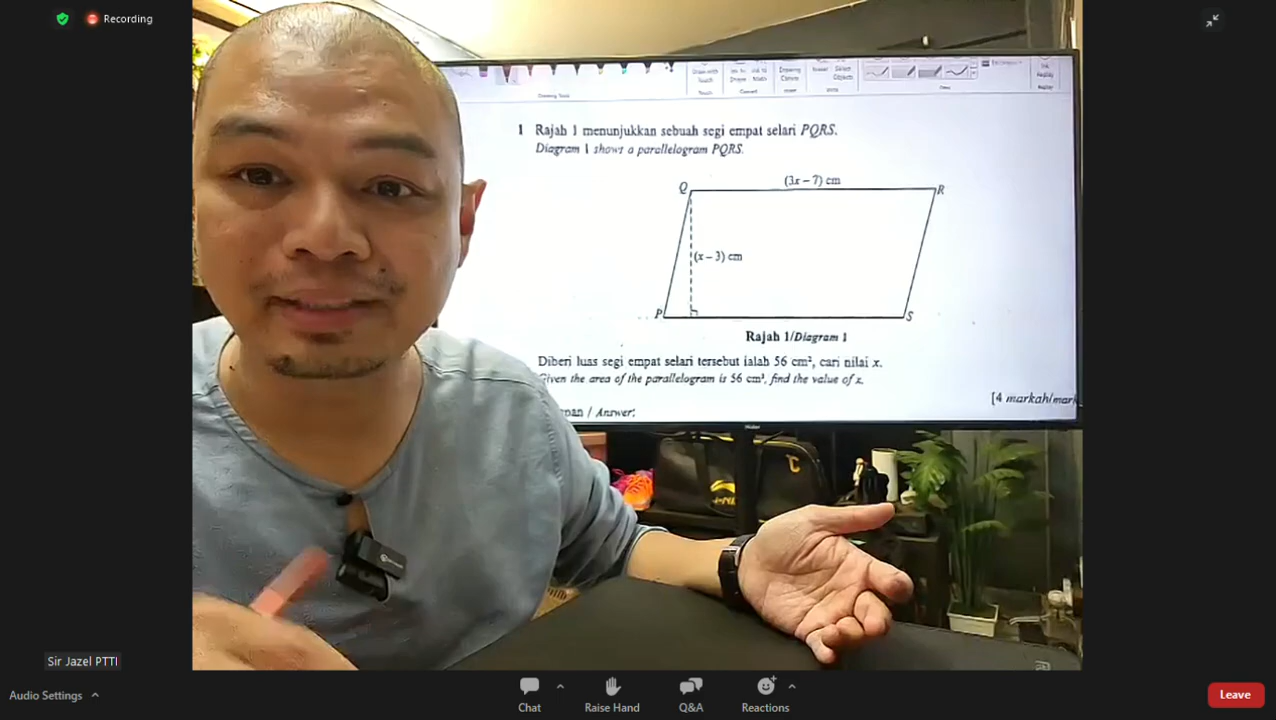 Recording
1 Rajah 1 menunjukkan sebuah segi empat selari PQRS.
Diagram 1 shows a parallelogram PQRS.
(3x – 7) cm
Q
R
(x – 3) cm
P
S
Rajah 1/Diagram 1
Diberi luas segi empat selari tersebut ialah 56 cm², cari nilai x.
Given the area of the parallelogram is 56 cm², find the value of x.
[4 markah/mark
/ Answer:
Sir Jazel PTTI
Audio Settings
Chat
Raise Hand
Q&A
Reactions
Leave